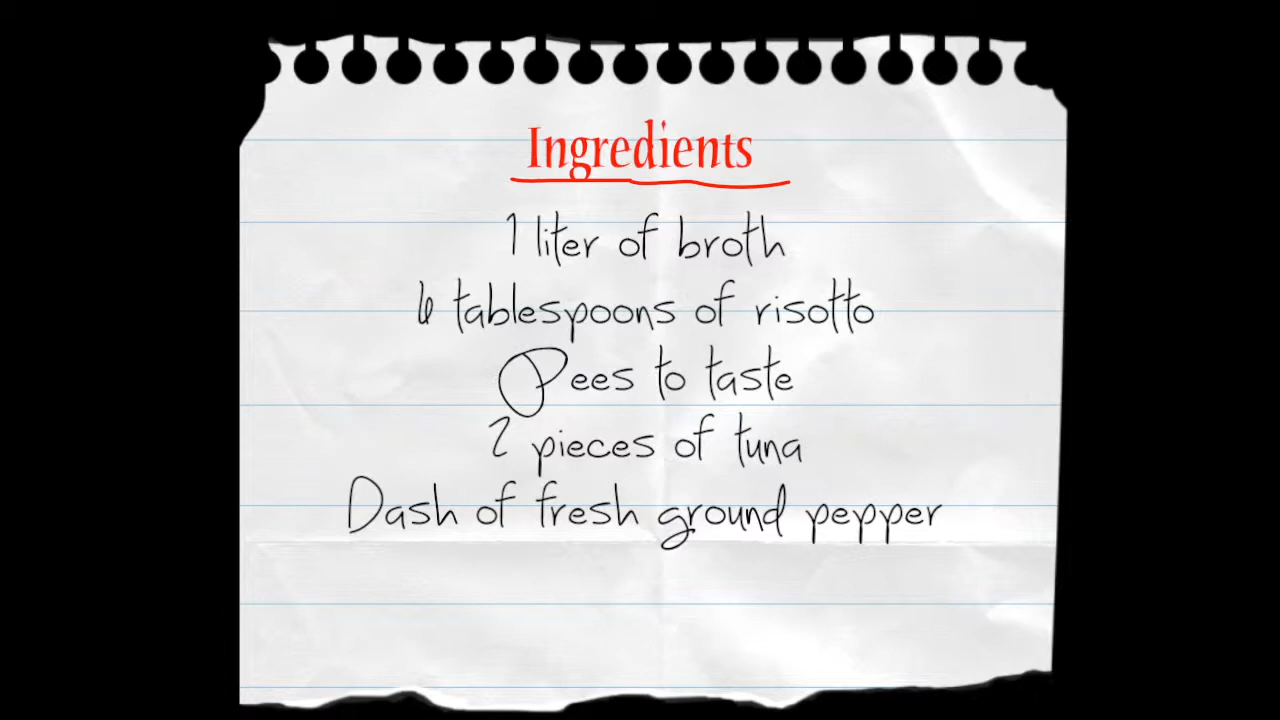 Ingredients
1 liter of broth
6 tablespoons of risotto
Pees to taste
2 pieces of tuna
Dash of fresh ground pepper